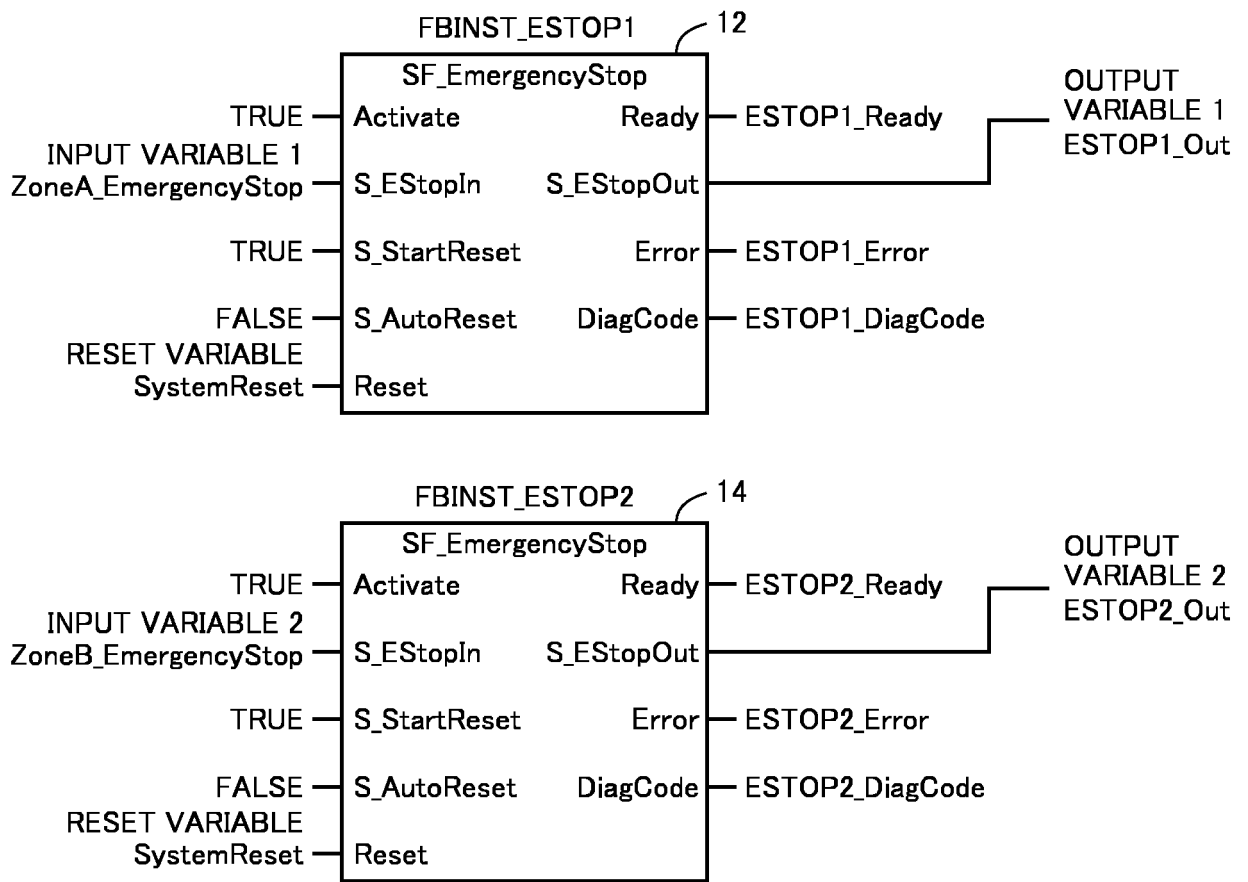 FBINST_ESTOP1
12
SF_EmergencyStop
TRUE
Activate
Ready
ESTOP1_Ready
OUTPUT
VARIABLE 1
ESTOP1_Out
INPUT VARIABLE 1
ZoneA_EmergencyStop
S_EStopIn
S_EStopOut
TRUE
S_StartReset
Error
ESTOP1_Error
FALSE
S_AutoReset
DiagCode
ESTOP1_DiagCode
RESET VARIABLE
SystemReset
Reset
FBINST_ESTOP2
14
SF_EmergencyStop
TRUE
Activate
Ready
ESTOP2_Ready
OUTPUT
VARIABLE 2
ESTOP2_Out
INPUT VARIABLE 2
ZoneB_EmergencyStop
S_EStopIn
S_EStopOut
TRUE
S_StartReset
Error
ESTOP2_Error
FALSE
S_AutoReset
DiagCode
ESTOP2_DiagCode
RESET VARIABLE
SystemReset
Reset